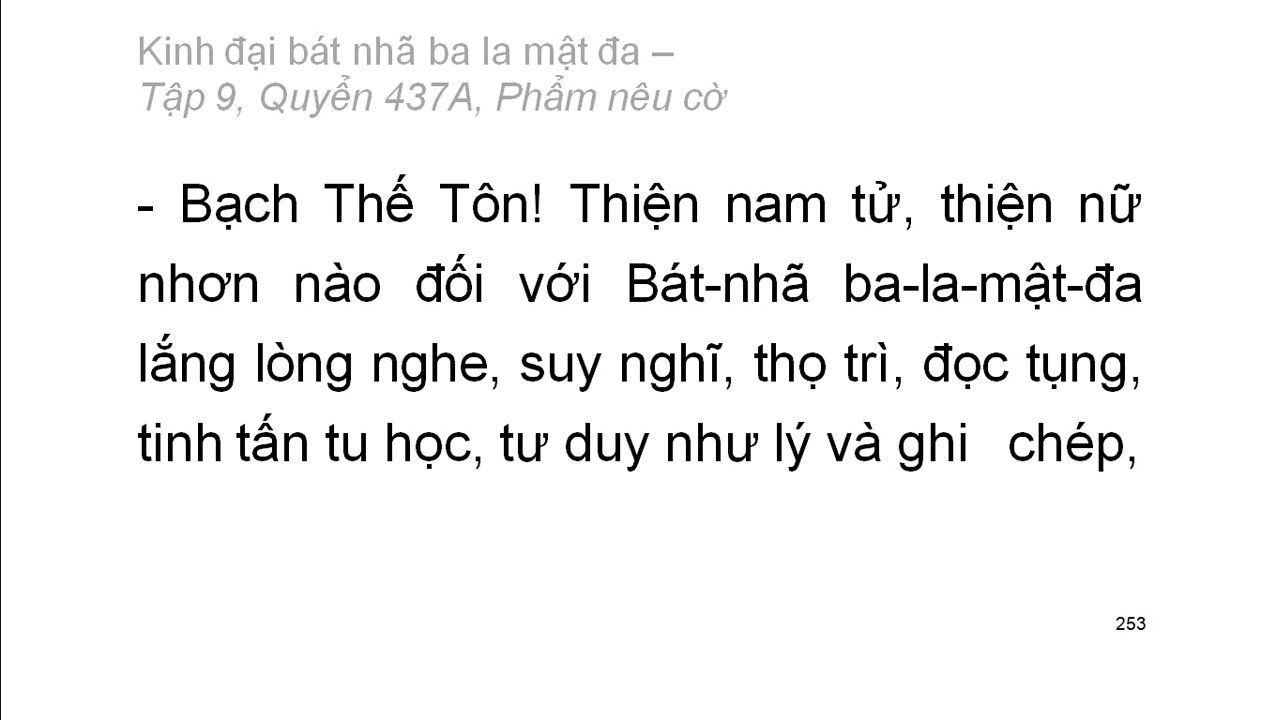 Kinh đại bát nhã ba la mật đa –
Tập 9, Quyển 437A, Phẩm nêu cờ
- Bạch Thế Tôn! Thiện nam tử, thiện nữ
nhơn nào đối với Bát-nhã ba-la-mật-đa
lắng lòng nghe, suy nghĩ, thọ trì, đọc tụng,
tinh tấn tu học, tư duy như lý và ghi chép,
253